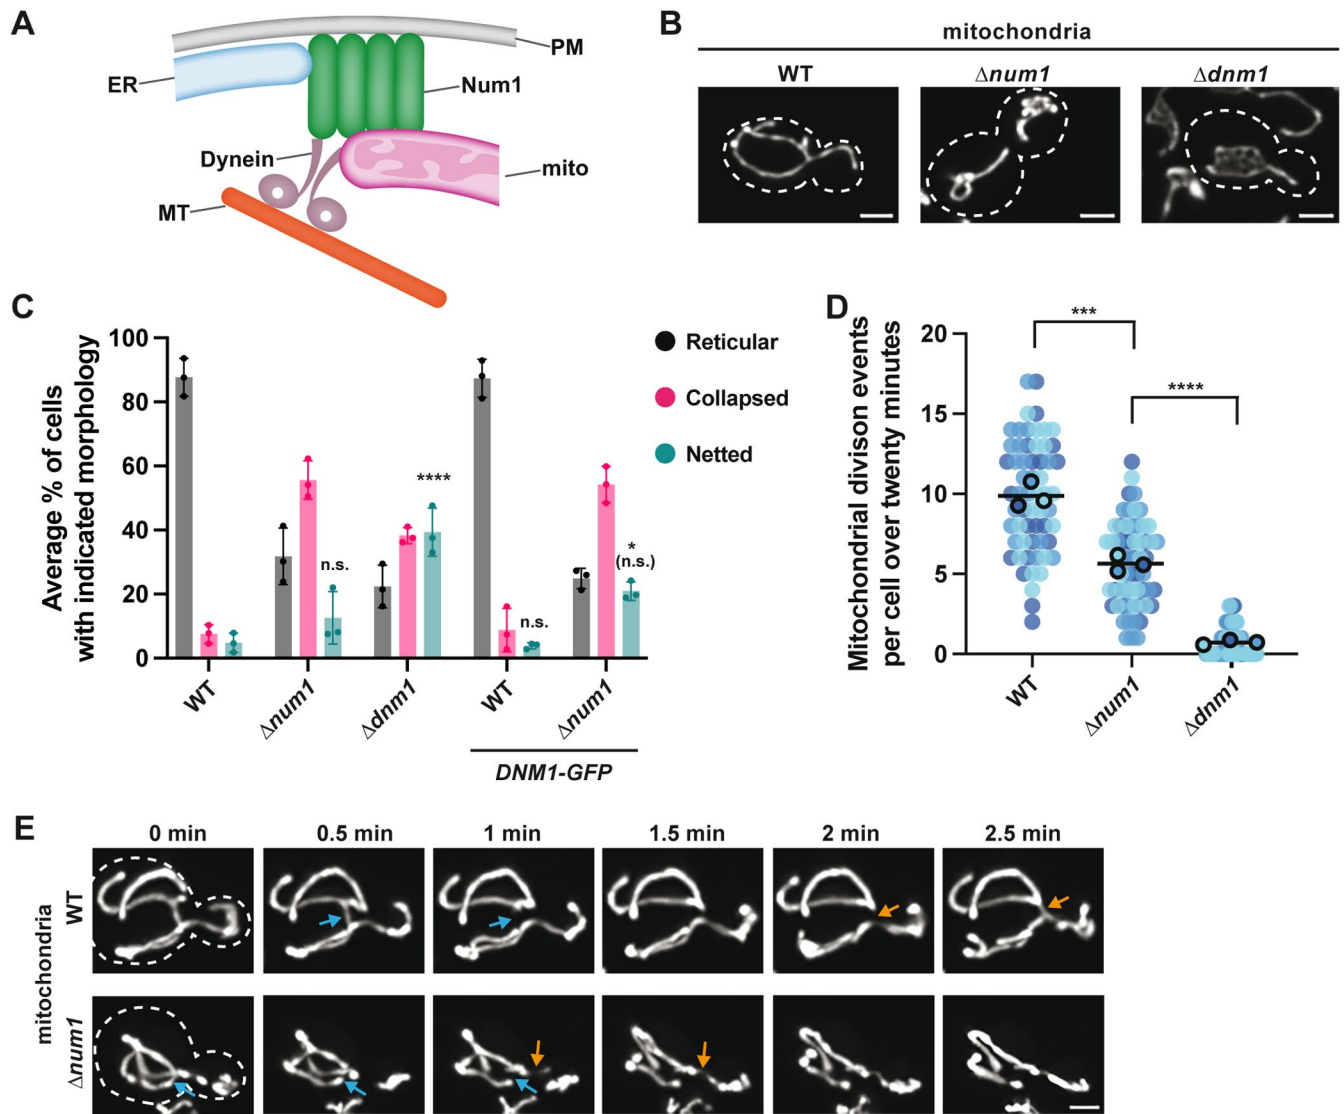 A
PM
ER
Num1
Dynein
mito
MT
B
mitochondria
WT
Δnum1
Δdnm1
C
Average % of cells
with indicated morphology
100
80
60
40
20
0
n.s.
****
n.s.
*
(n.s.)
WT
Δnum1
Δdnm1
WT
Δnum1
DNM1-GFP
Reticular
Collapsed
Netted
D
Mitochondrial divison events
per cell over twenty minutes
20
15
10
5
0
***
****
WT
Δnum1
Δdnm1
E
0 min
0.5 min
1 min
1.5 min
2 min
2.5 min
mitochondria
WT
Δnum1